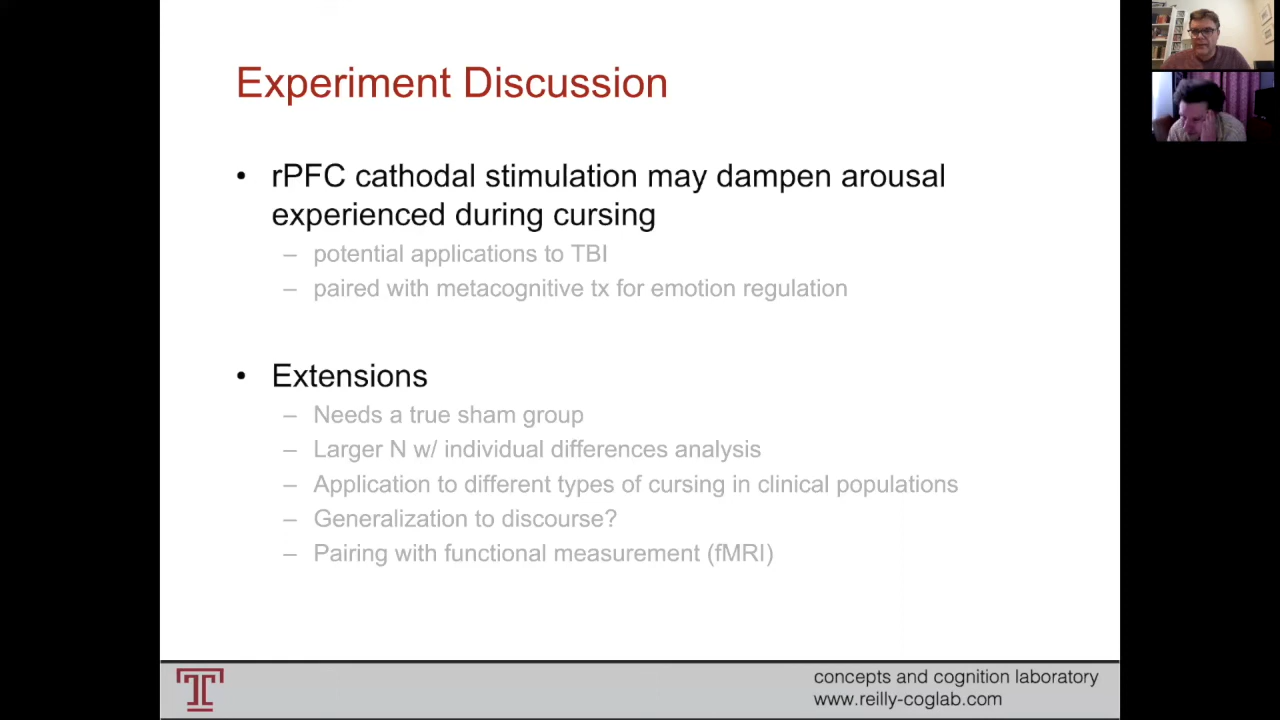 Experiment Discussion
• rPFC cathodal stimulation may dampen arousal
experienced during cursing
– potential applications to TBI
– paired with metacognitive tx for emotion regulation
• Extensions
– Needs a true sham group
– Larger N w/ individual differences analysis
– Application to different types of cursing in clinical populations
– Generalization to discourse?
– Pairing with functional measurement (fMRI)
concepts and cognition laboratory
www.reilly-coglab.com